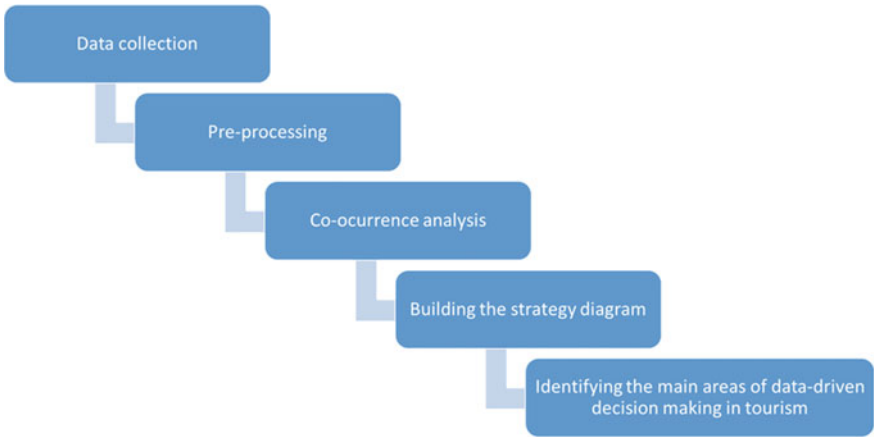 Data collection
Pre-processing
Co-ocurrence analysis
Building the strategy diagram
Identifying the main areas of data-driven
decision making in tourism